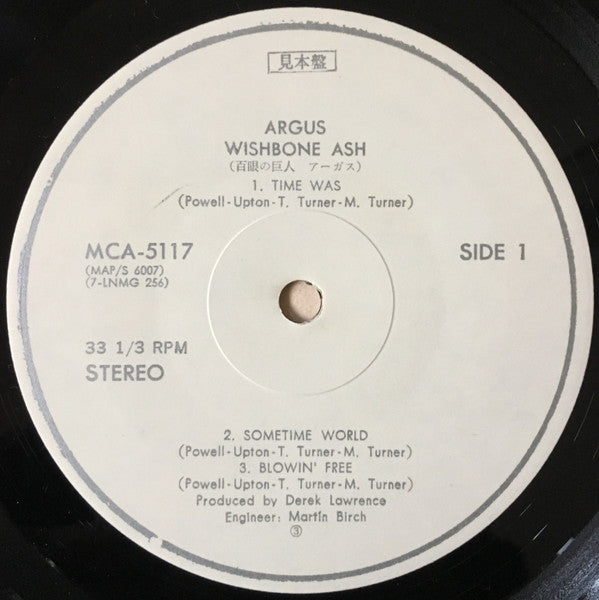 見本盤
ARGUS
WISHBONE ASH
(百眼の巨人 アーガス)
1. TIME WAS
(Powell-Upton-T. Turner-M. Turner)
MCA-5117
(MAP/S 6007)
(7-LNMG 256)
SIDE 1
33 1/3 RPM
STEREO
2. SOMETIME WORLD
(Powell-Upton-T. Turner-M. Turner)
3. BLOWIN' FREE
(Powell-Upton-T. Turner-M. Turner)
Produced by Derek Lawrence
Engineer: Martin Birch
③